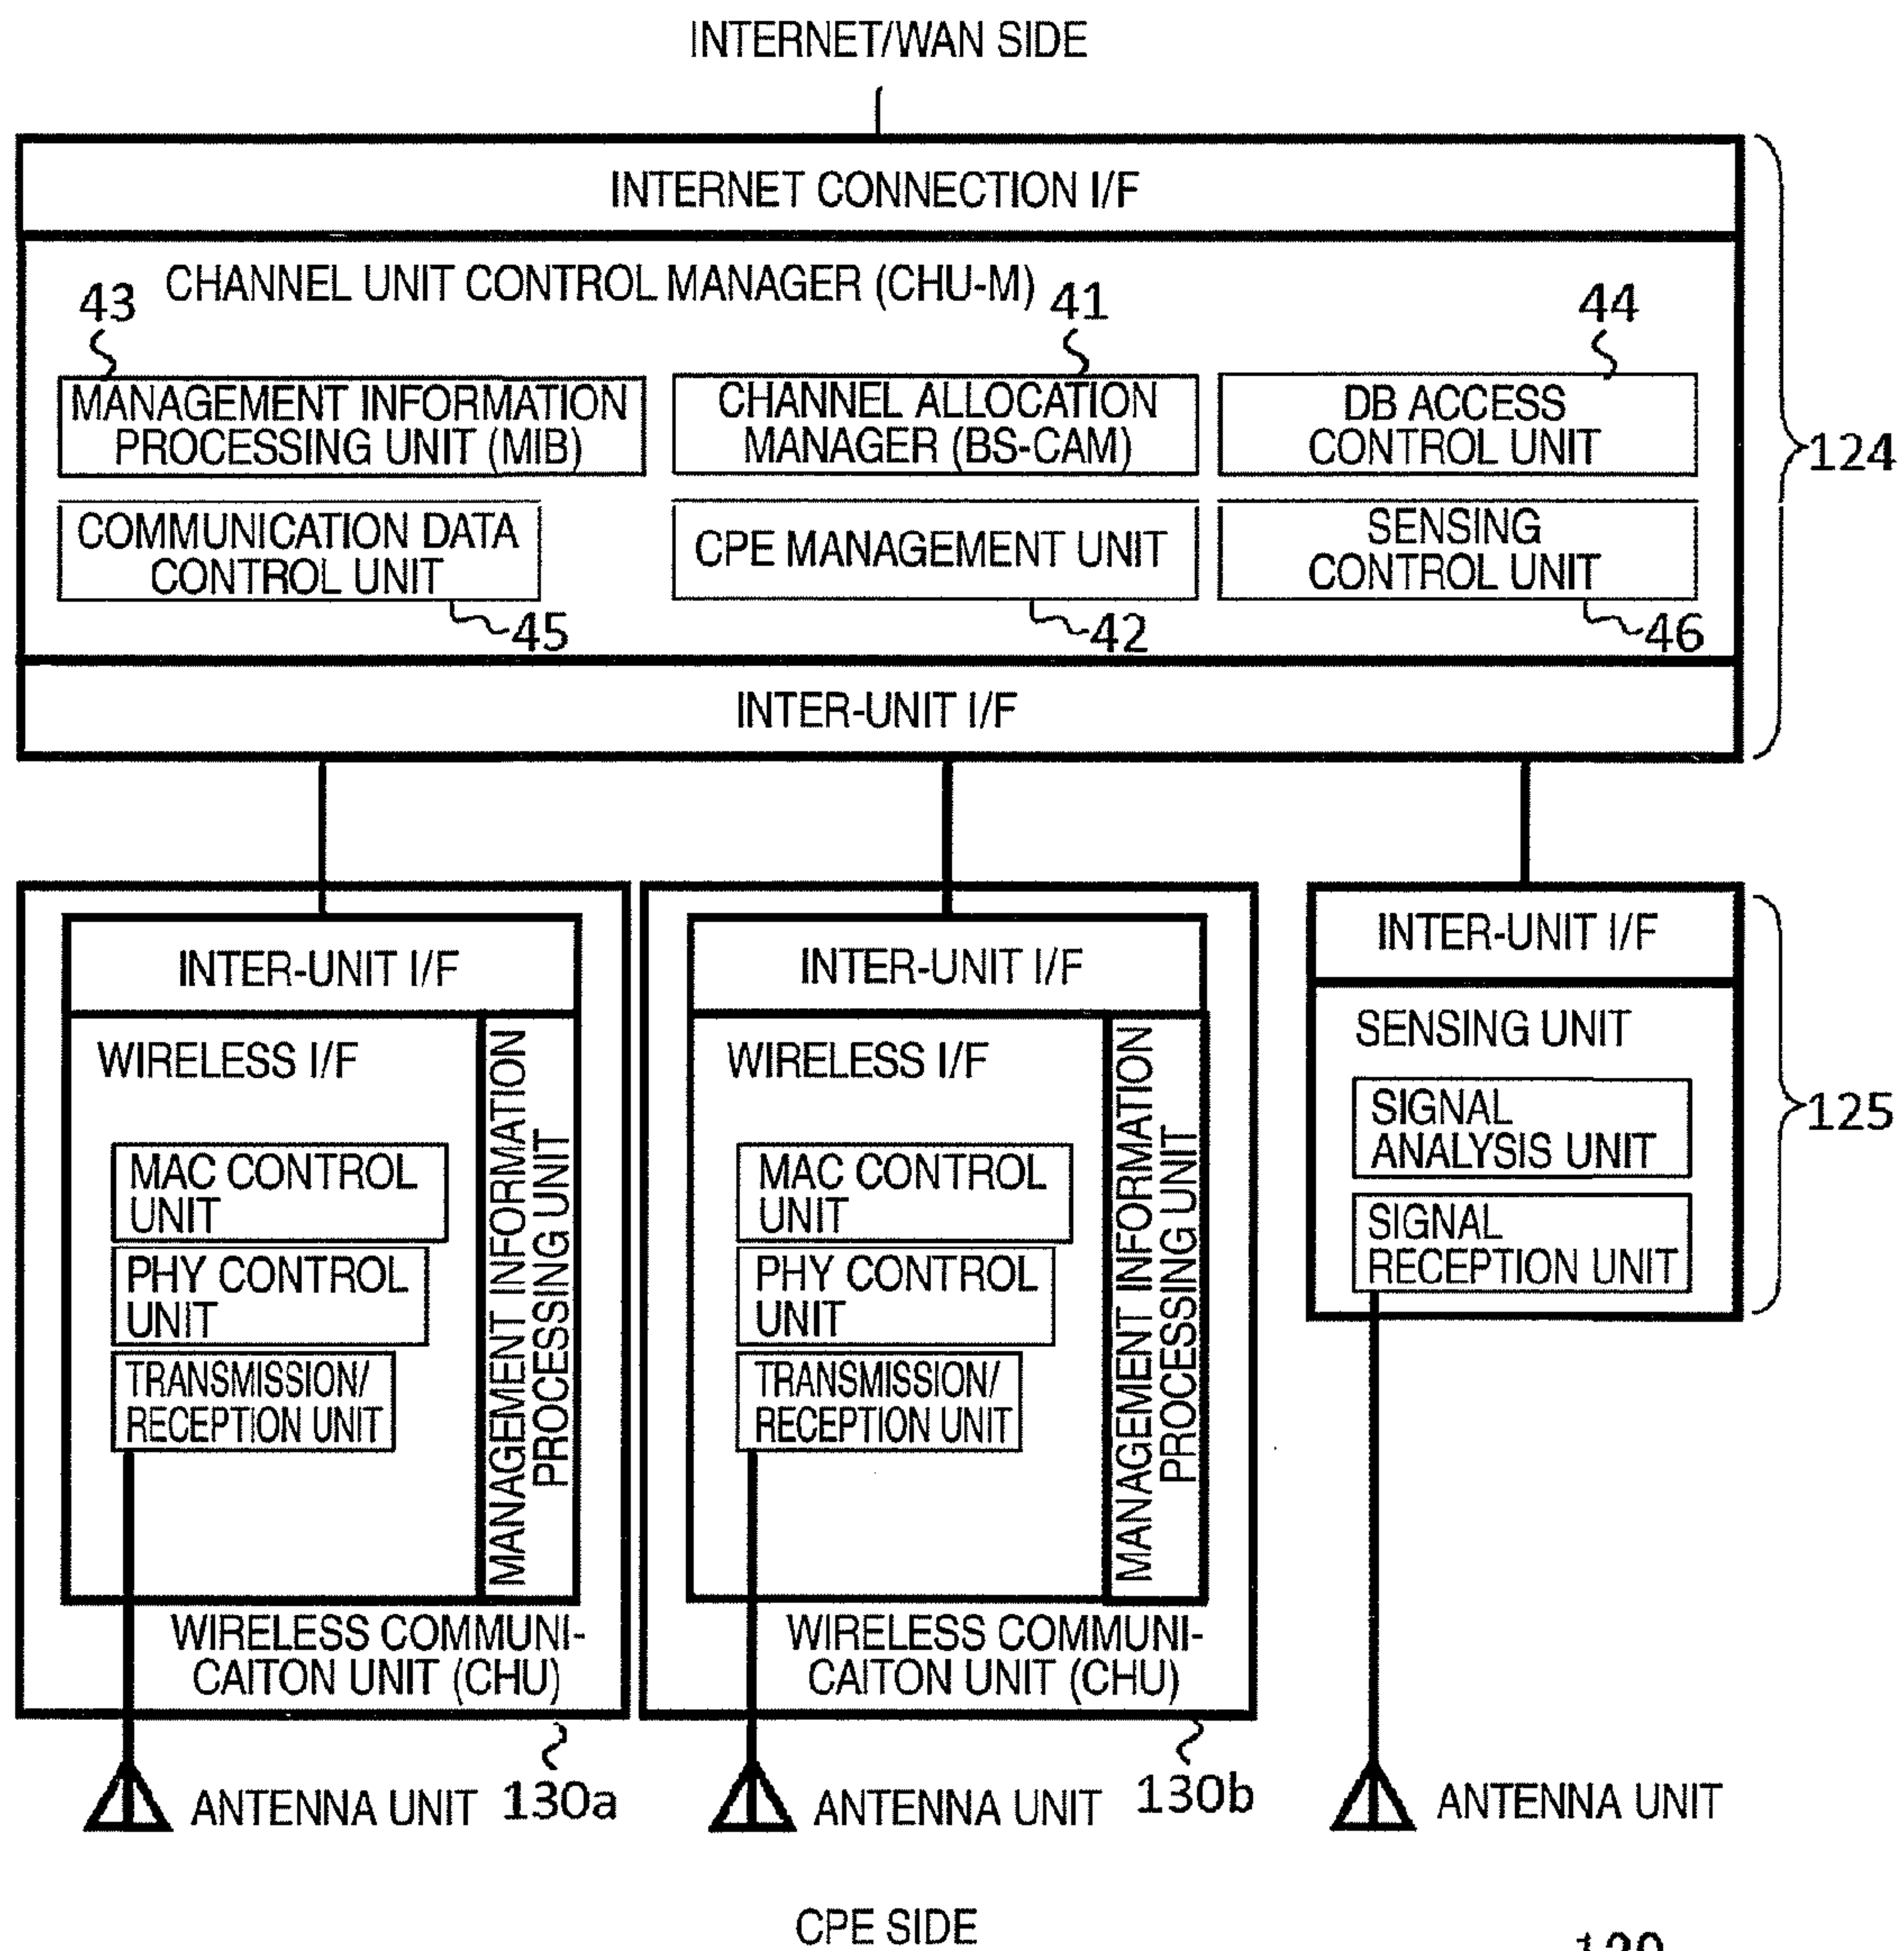 INTERNET/WAN SIDE
INTERNET CONNECTION I/F
CHANNEL UNIT CONTROL MANAGER (CHU-M)
43
41
44
MANAGEMENT INFORMATION
PROCESSING UNIT (MIB)
CHANNEL ALLOCATION
MANAGER (BS-CAM)
DB ACCESS
CONTROL UNIT
124
COMMUNICATION DATA
CONTROL UNIT
CPE MANAGEMENT UNIT
SENSING
CONTROL UNIT
45
42
46
INTER-UNIT I/F
INTER-UNIT I/F
WIRELESS I/F
MAC CONTROL
UNIT
PHY CONTROL
UNIT
TRANSMISSION/
RECEPTION UNIT
MANAGEMENT INFORMATION
PROCESSING UNIT
WIRELESS COMMUNI-
CAITON UNIT (CHU)
130a
ANTENNA UNIT
INTER-UNIT I/F
WIRELESS I/F
MAC CONTROL
UNIT
PHY CONTROL
UNIT
TRANSMISSION/
RECEPTION UNIT
MANAGEMENT INFORMATION
PROCESSING UNIT
WIRELESS COMMUNI-
CAITON UNIT (CHU)
130b
ANTENNA UNIT
INTER-UNIT I/F
SENSING UNIT
SIGNAL
ANALYSIS UNIT
SIGNAL
RECEPTION UNIT
125
ANTENNA UNIT
CPE SIDE